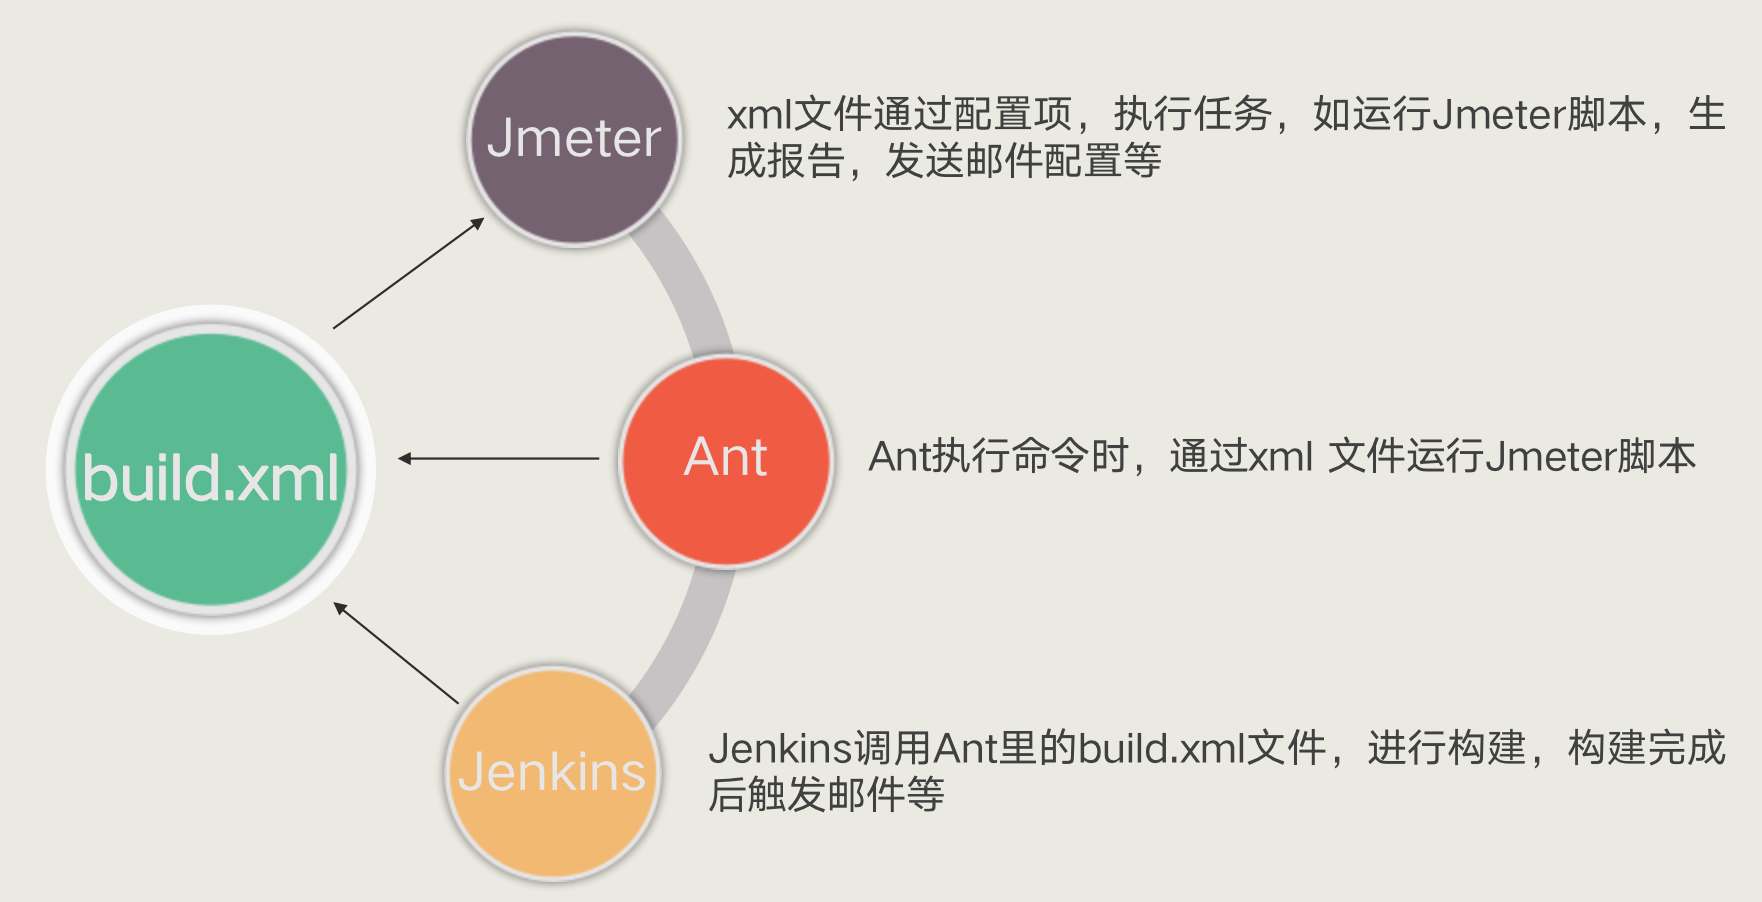 Jmeter
xml文件通过配置项，执行任务，如运行Jmeter脚本，生
成报告，发送邮件配置等
build.xml
Ant
Ant执行命令时，通过xml 文件运行Jmeter脚本
Jenkins
Jenkins调用Ant里的build.xml文件，进行构建，构建完成
后触发邮件等